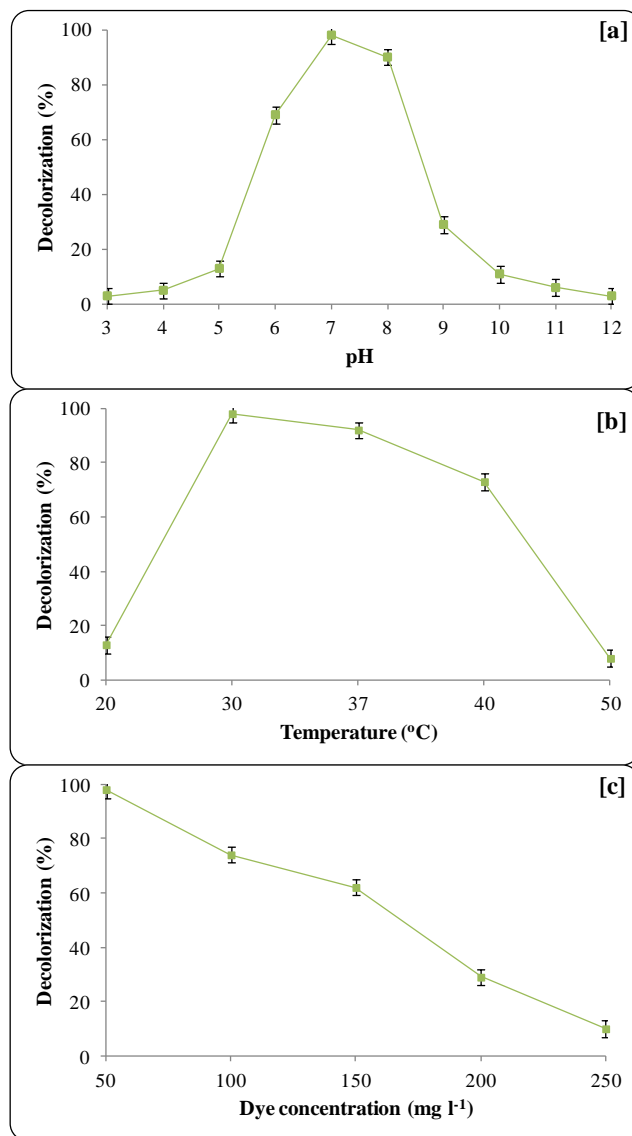 [a]
Decolorization (%)
100
80
60
40
20
0
3 4 5 6 7 8 9 10 11 12
pH
[b]
Decolorization (%)
100
80
60
40
20
0
20 30 37 40 50
Temperature (ºC)
[c]
Decolorization (%)
100
80
60
40
20
0
50 100 150 200 250
Dye concentration (mg l⁻¹)